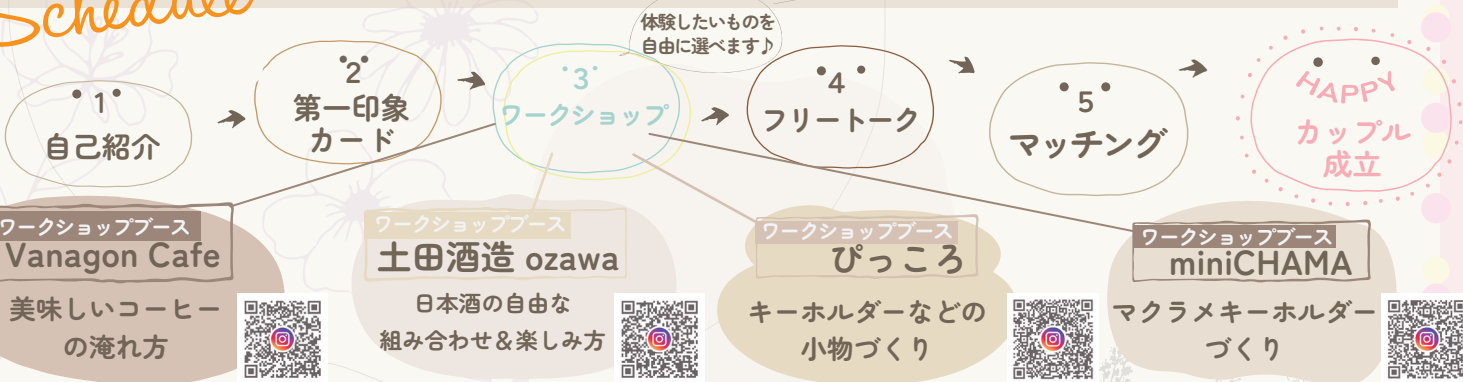 Schedule
1
自己紹介
2
第一印象
カード
体験したいものを
自由に選べます♪
3
ワークショップ
4
フリートーク
5
マッチング
HAPPY
カップル
成立
ワークショップブース
Vanagon Cafe
美味しいコーヒー
の淹れ方
ワークショップブース
土田酒造 ozawa
日本酒の自由な
組み合わせ&楽しみ方
ワークショップブース
ぴっころ
キーホルダーなどの
小物づくり
ワークショップブース
miniCHAMA
マクラメキーホルダー
づくり